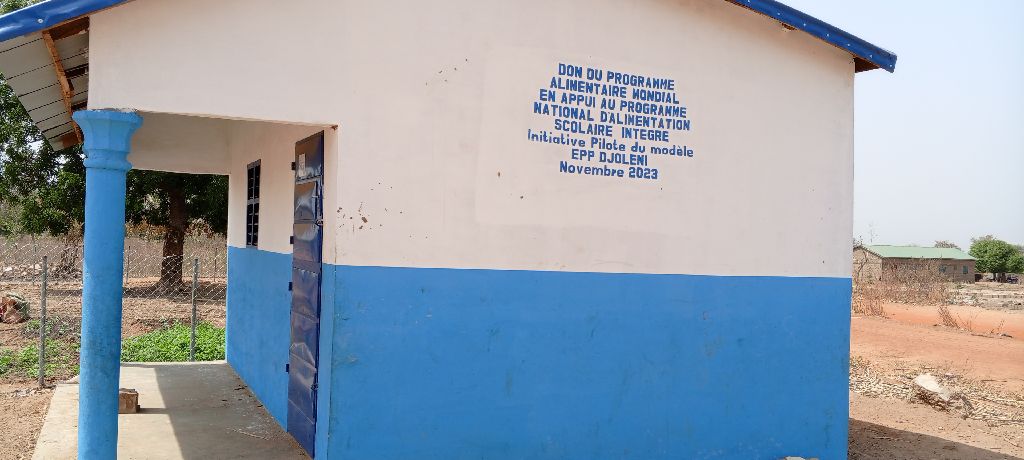 DON DU PROGRAMME
ALIMENTAIRE MONDIAL
EN APPUI AU PROGRAMME
NATIONAL D'ALIMENTATION
SCOLAIRE INTEGRE
Initiative Pilote du modèle
EPP DJOLENI
Novembre 2023